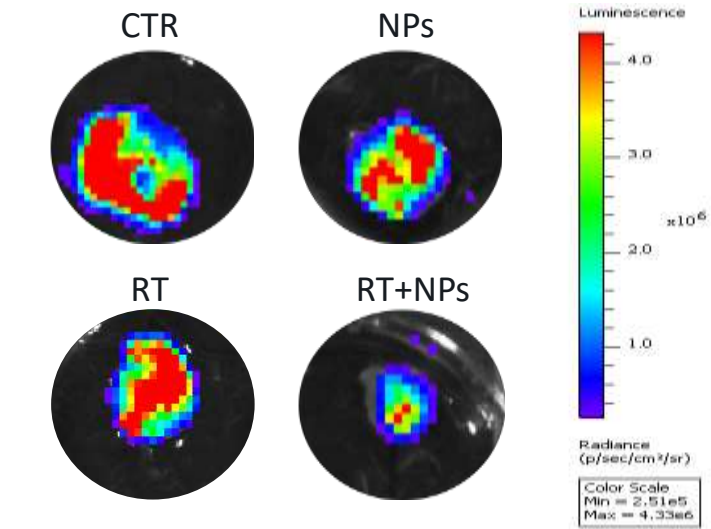 CTR
NPs
RT
RT+NPs
Luminescence
4.0
3.0
2.0
1.0
x10⁶
Radiance
(p/sec/cm²/sr)
Color Scale
Min = 2.51e5
Max = 4.33e6